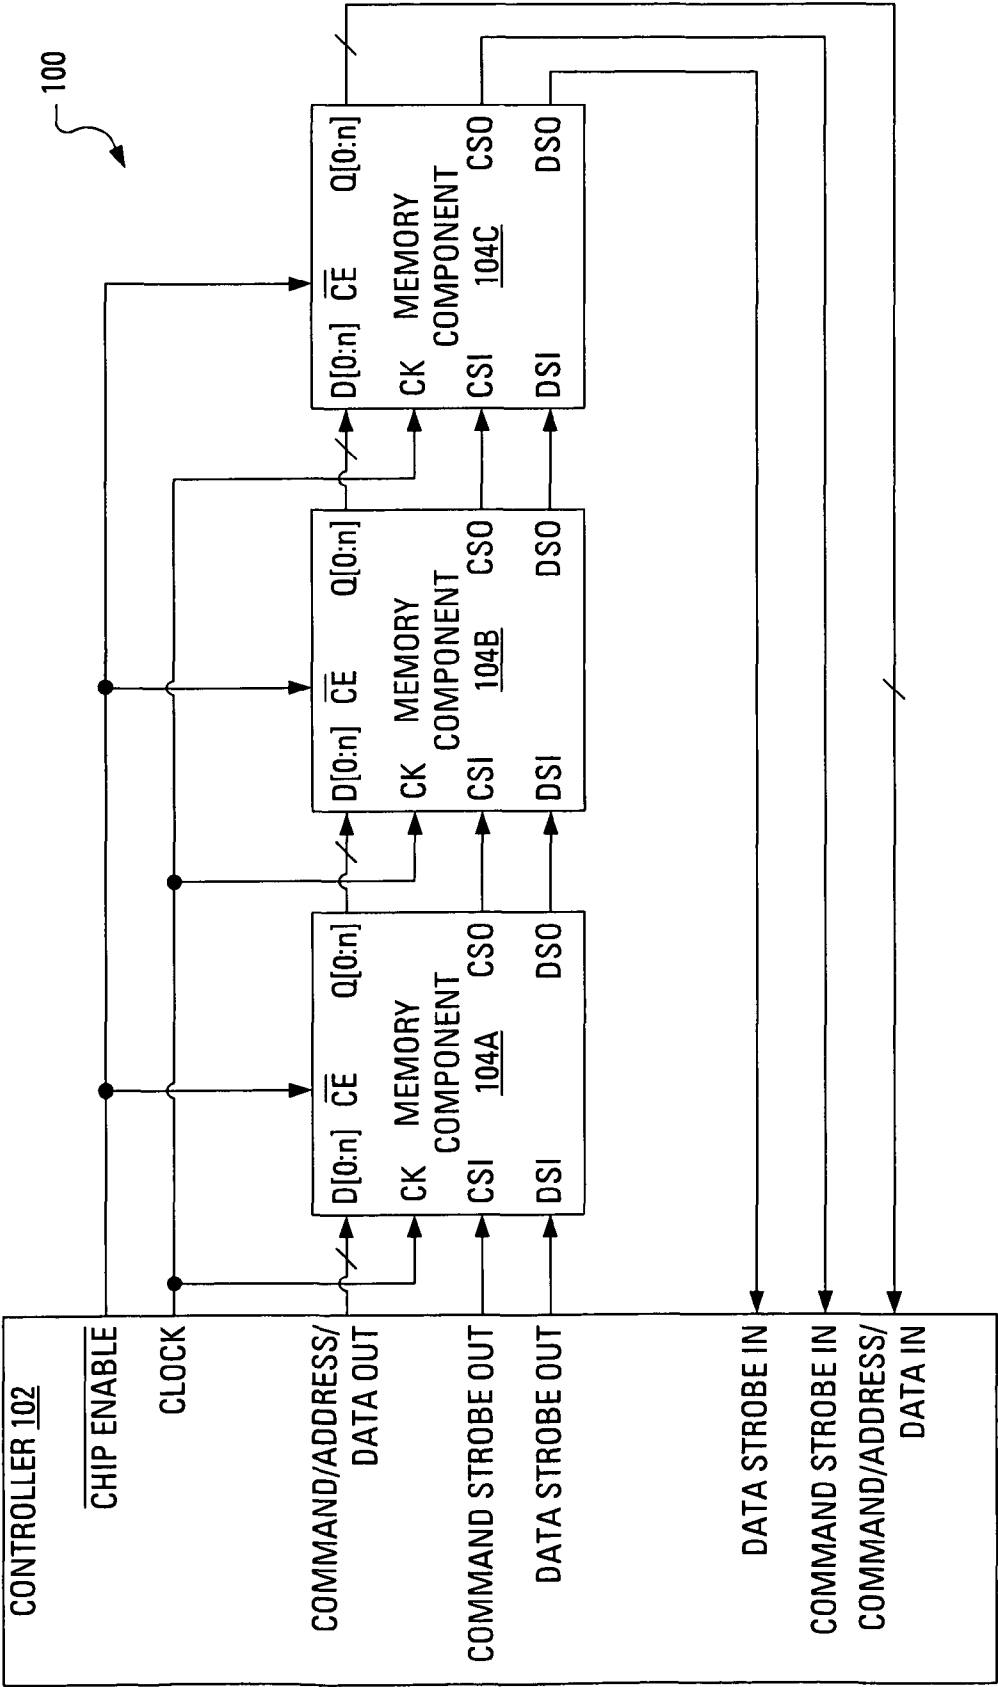 100
CONTROLLER 102
CHIP ENABLE
CLOCK
COMMAND/ADDRESS/
DATA OUT
COMMAND STROBE OUT
DATA STROBE OUT
DATA STROBE IN
COMMAND STROBE IN
COMMAND/ADDRESS/
DATA IN
D[0:n] CE Q[0:n]
CK
MEMORY
COMPONENT
104A
CSI CSO
DSI DSO
D[0:n] CE Q[0:n]
CK
MEMORY
COMPONENT
104B
CSI CSO
DSI DSO
D[0:n] CE Q[0:n]
CK
MEMORY
COMPONENT
104C
CSI CSO
DSI DSO